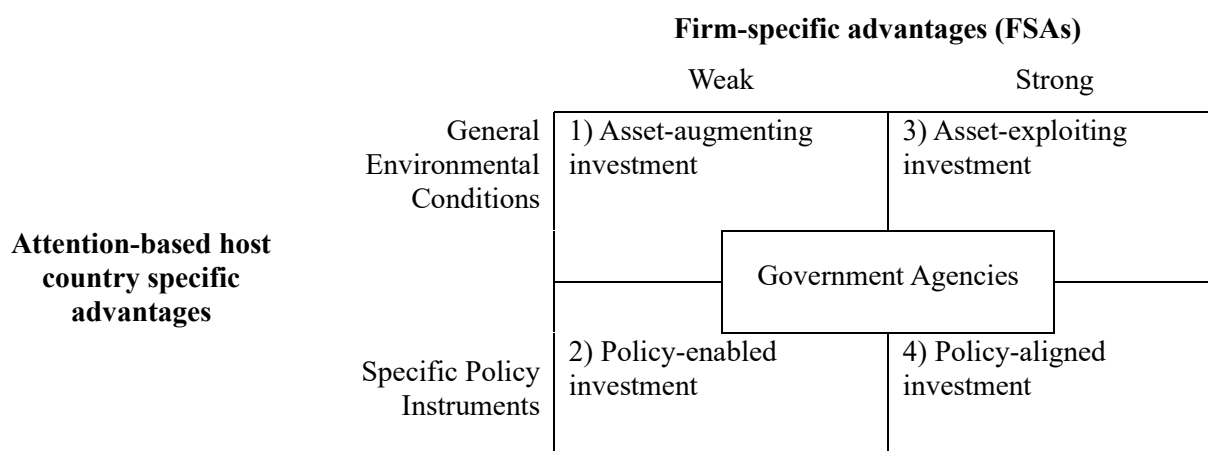 Firm-specific advantages (FSAs)
Weak
Strong
General
Environmental
Conditions
1) Asset-augmenting
investment
3) Asset-exploiting
investment
Attention-based host
country specific
advantages
Government Agencies
Specific Policy
Instruments
2) Policy-enabled
investment
4) Policy-aligned
investment